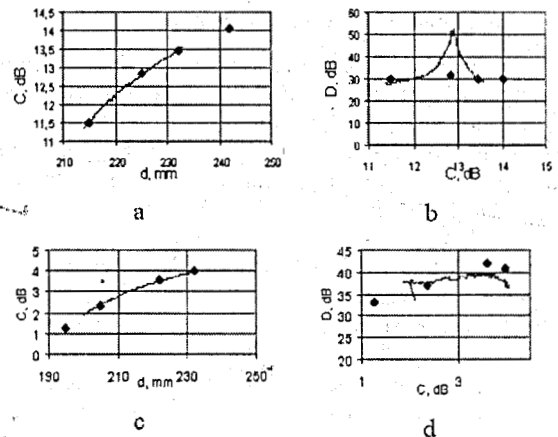 14,5
14
13,5
13
12,5
12
11,5
11
C, dB
210 220 230 240 250
d, mm
a
60
50
40
30
20
10
0
D, dB
11 12 13 14 15
C, dB
b
5
4
3
2
1
0
C, dB
190 210 230 250
d, mm
c
45
40
35
30
25
20
D, dB
1 3
C, dB
d